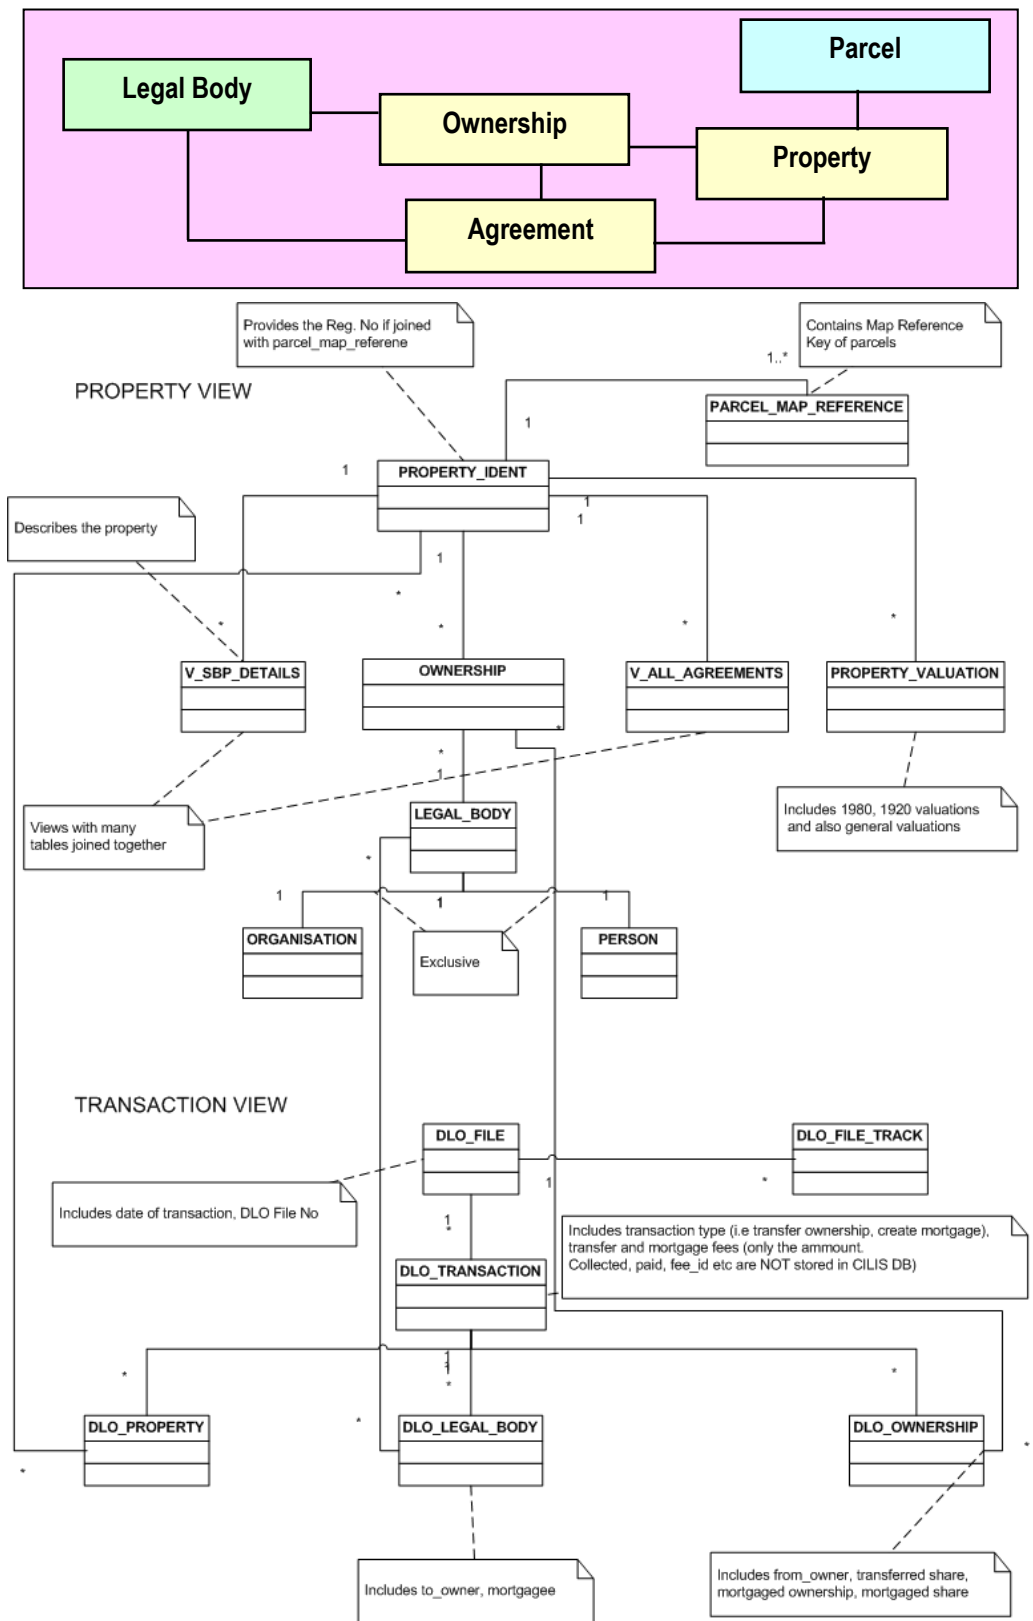 Parcel
Legal Body
Ownership
Property
Agreement
Provides the Reg. No if joined
with parcel_map_referene
Contains Map Reference
Key of parcels
1..*
PROPERTY VIEW
PARCEL_MAP_REFERENCE
1
1
PROPERTY_IDENT
1
1
Describes the property
1
*
*
*
*
*
V_SBP_DETAILS
OWNERSHIP
V_ALL_AGREEMENTS
PROPERTY_VALUATION
*
*
1
Views with many
tables joined together
LEGAL_BODY
Includes 1980, 1920 valuations
and also general valuations
*
1
1
1
ORGANISATION
PERSON
Exclusive
TRANSACTION VIEW
DLO_FILE
DLO_FILE_TRACK
1
*
Includes date of transaction, DLO File No
1
*
Includes transaction type (i.e transfer ownership, create mortgage),
transfer and mortgage fees (only the ammount.
Collected, paid, fee_id etc are NOT stored in CILIS DB)
DLO_TRANSACTION
1
*
*
*
*
DLO_PROPERTY
DLO_LEGAL_BODY
DLO_OWNERSHIP
*
*
Includes to_owner, mortgagee
Includes from_owner, transferred share,
mortgaged ownership, mortgaged share